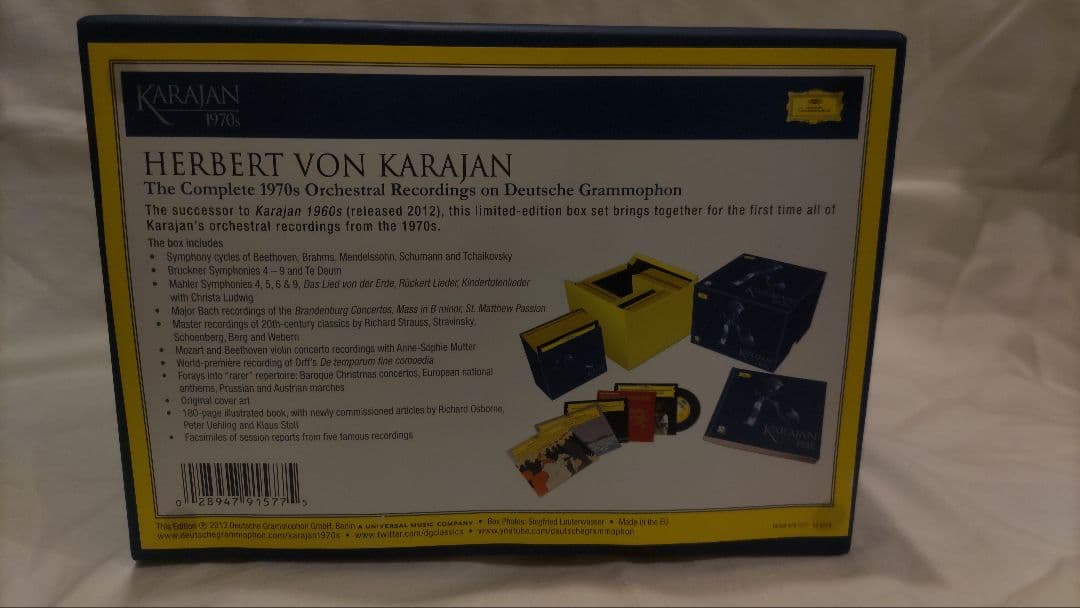 KARAJAN
1970s
HERBERT VON KARAJAN
The Complete 1970s Orchestral Recordings on Deutsche Grammophon
The successor to Karajan 1960s (released 2012), this limited-edition box set brings together for the first time all of
Karajan's orchestral recordings from the 1970s.
The box includes
• Symphony cycles of Beethoven, Brahms, Mendelssohn, Schumann and Tchaikovsky
• Bruckner Symphonies 4 – 9 and Te Deum
• Mahler Symphonies 4, 5, 6 & 9, Das Lied von der Erde, Rückert Lieder, Kindertotenlieder
with Christa Ludwig
• Major Bach recordings of the Brandenburg Concertos, Mass in B minor, St. Matthew Passion
• Master recordings of 20th-century classics by Richard Strauss, Stravinsky,
Schoenberg, Berg and Webern
• Mozart and Beethoven violin concerto recordings with Anne-Sophie Mutter
• World-première recording of Orff's De temporum fine comoedia
• Forays into "rarer" repertoire: Baroque Christmas concertos, European national
anthems, Prussian and Austrian marches
• Original cover art
• 180-page illustrated book, with newly commissioned articles by Richard Osborne,
Peter Uehling and Klaus Stoll
• Facsimiles of session reports from five famous recordings
KARAJAN
KARAJAN
0 28947 91577 5
This Edition ℗ 2013 Deutsche Grammophon GmbH, Berlin A UNIVERSAL MUSIC COMPANY • Box Photos: Siegfried Lauterwasser • Made in the EU
www.deutschegrammophon.com/karajan1970s • www.twitter.com/dgclassics • www.youtube.com/deutschegrammophon